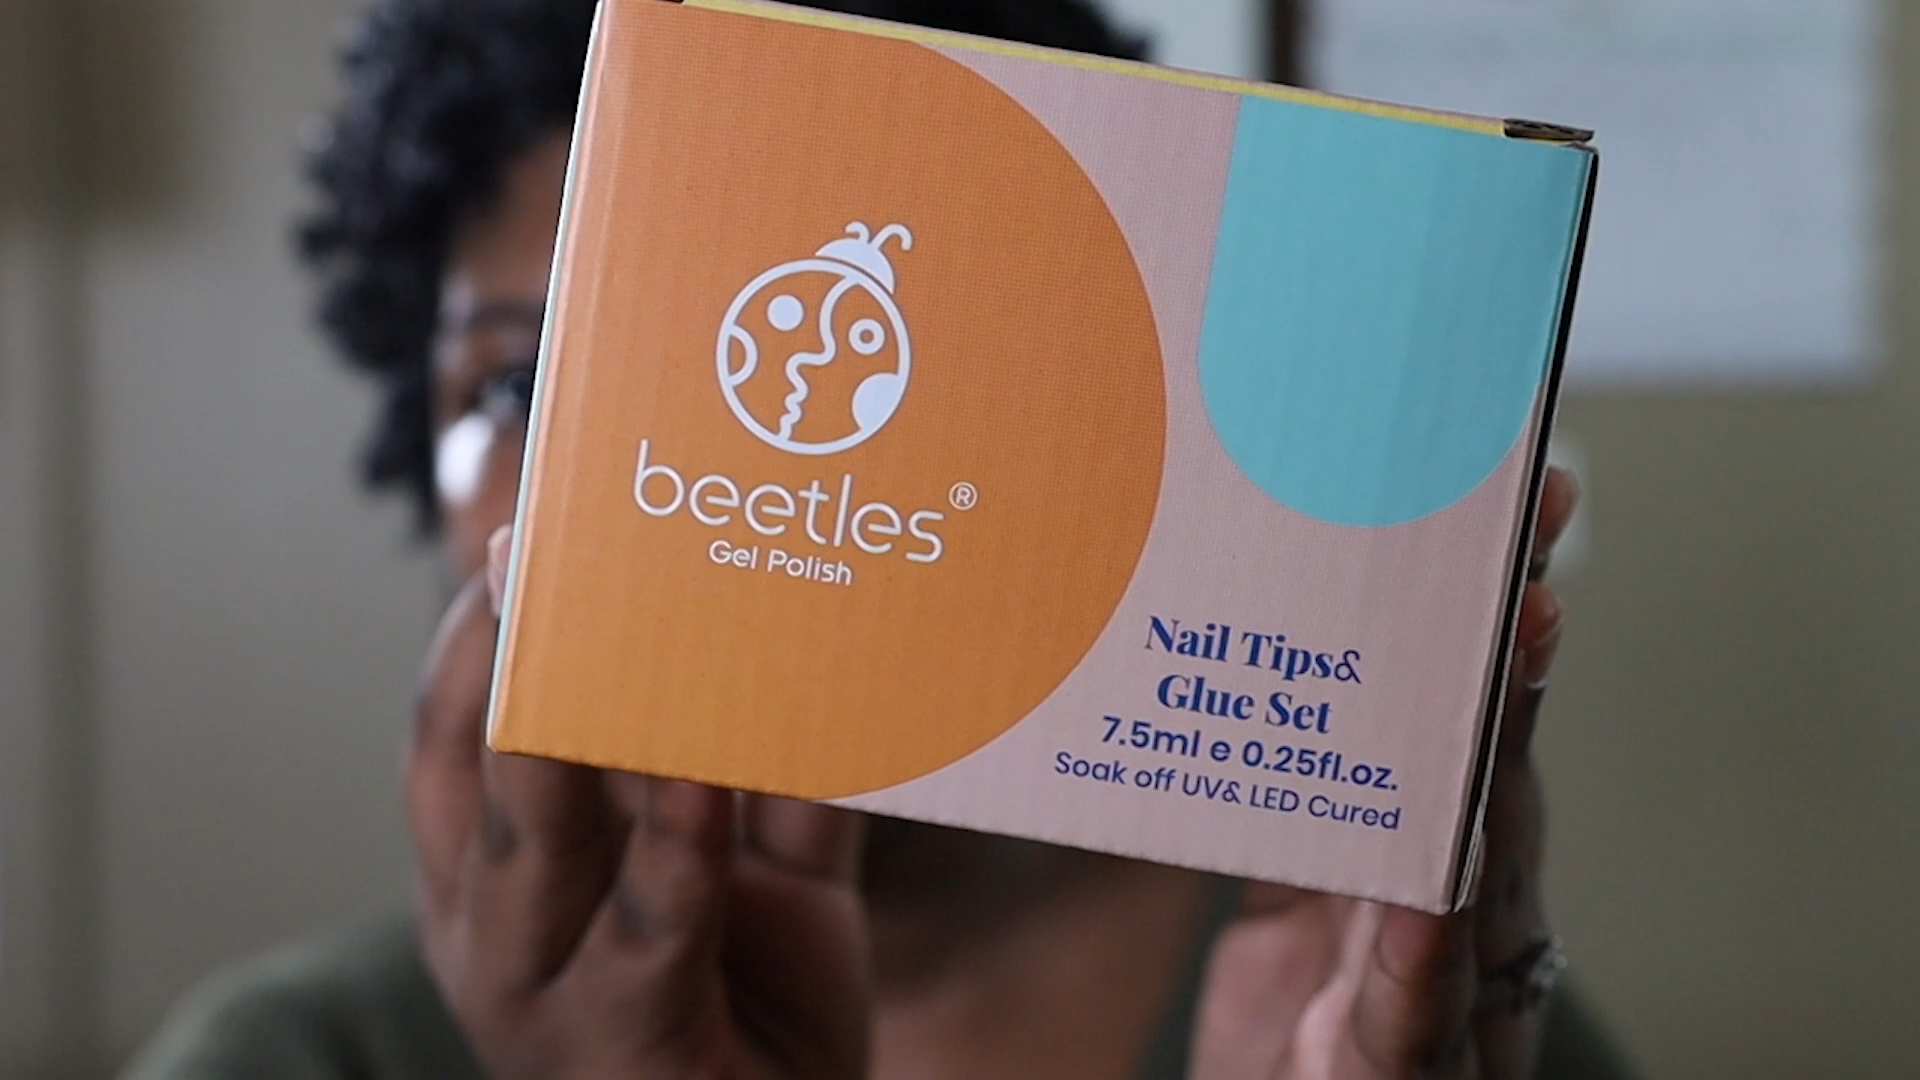 beetles®
Gel Polish
Nail Tips&
Glue Set
7.5ml e 0.25fl.oz.
Soak off UV& LED Cured